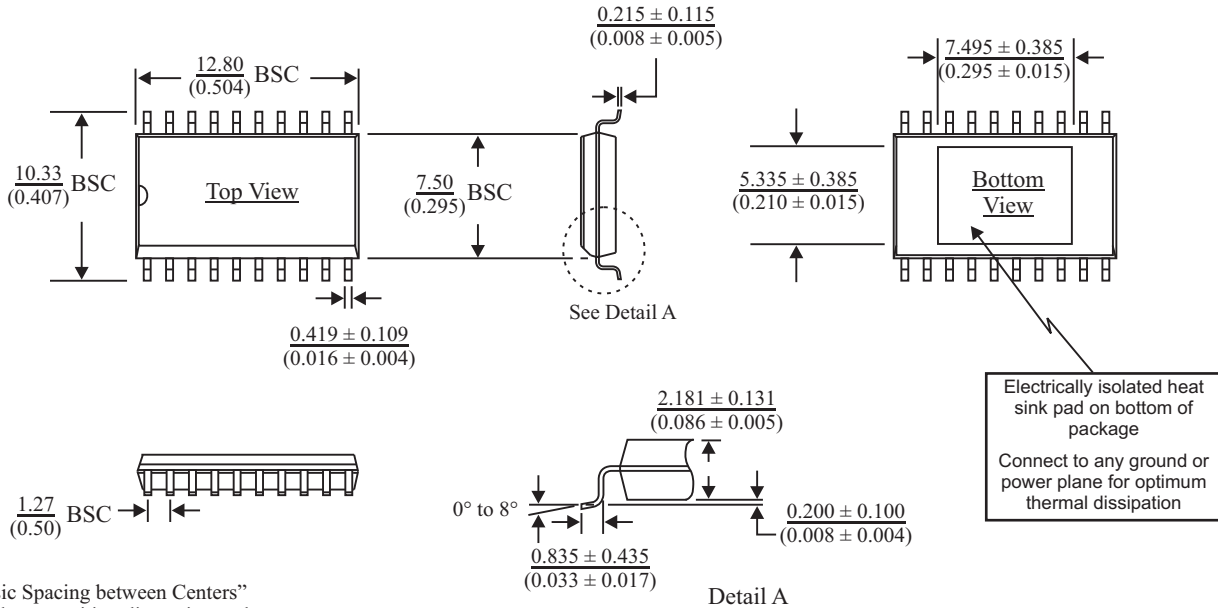 0.215 ± 0.115
(0.008 ± 0.005)
12.80
(0.504)
BSC
7.495 ± 0.385
(0.295 ± 0.015)
10.33
(0.407)
BSC
Top View
7.50
(0.295)
BSC
5.335 ± 0.385
(0.210 ± 0.015)
Bottom
View
See Detail A
0.419 ± 0.109
(0.016 ± 0.004)
Electrically isolated heat
sink pad on bottom of
package
Connect to any ground or
power plane for optimum
thermal dissipation
2.181 ± 0.131
(0.086 ± 0.005)
1.27
(0.50)
BSC
0° to 8°
0.200 ± 0.100
(0.008 ± 0.004)
0.835 ± 0.435
(0.033 ± 0.017)
Detail A
sic Spacing between Centers”